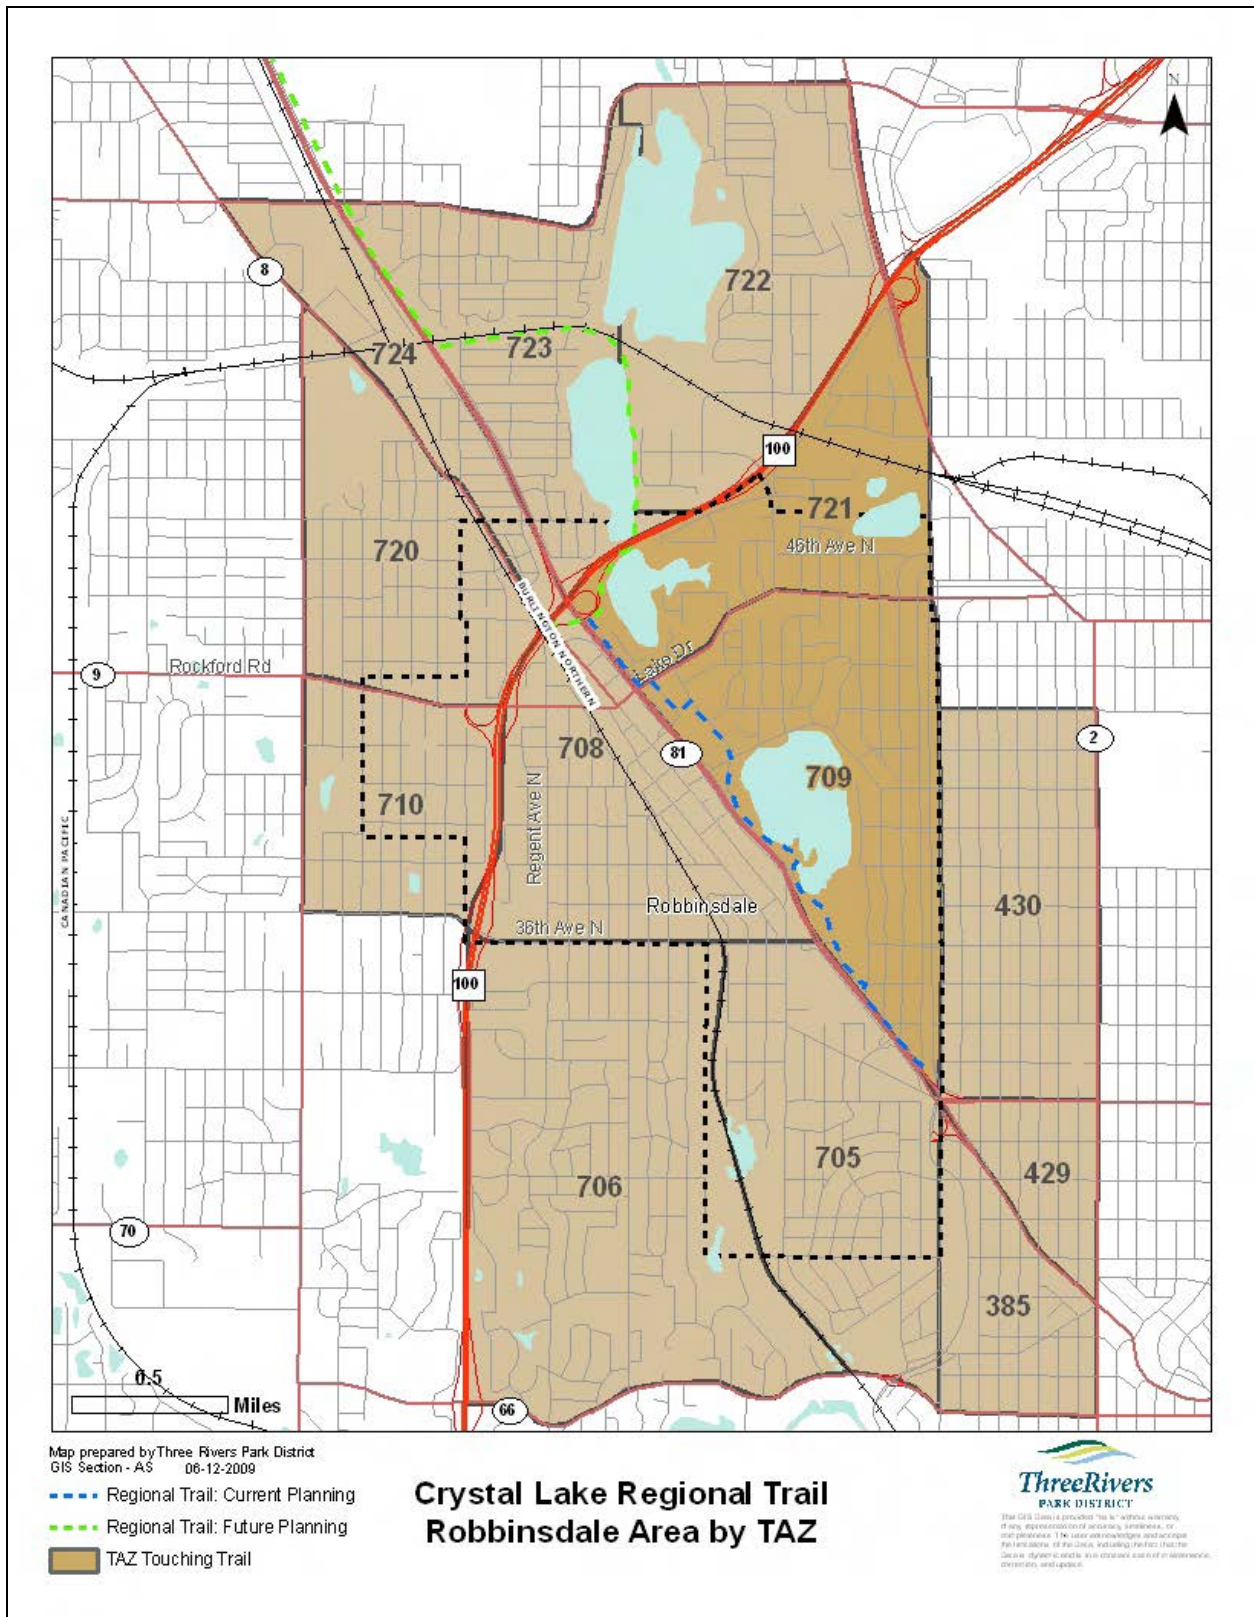 N
8
722
724
723
100
721
720
46th Ave N
BURLINGTON NORTHERN
9
Rockford Rd
Lake Dr
2
708
81
709
710
Regent Ave N
CANADIAN PACIFIC
430
Robbinsdale
36th Ave N
100
705
429
706
70
385
0.5
Miles
66
Map prepared by Three Rivers Park District
GIS Section - AS 06-12-2009
Regional Trail: Current Planning
Regional Trail: Future Planning
TAZ Touching Trail
Crystal Lake Regional Trail
Robbinsdale Area by TAZ
ThreeRivers
PARK DISTRICT